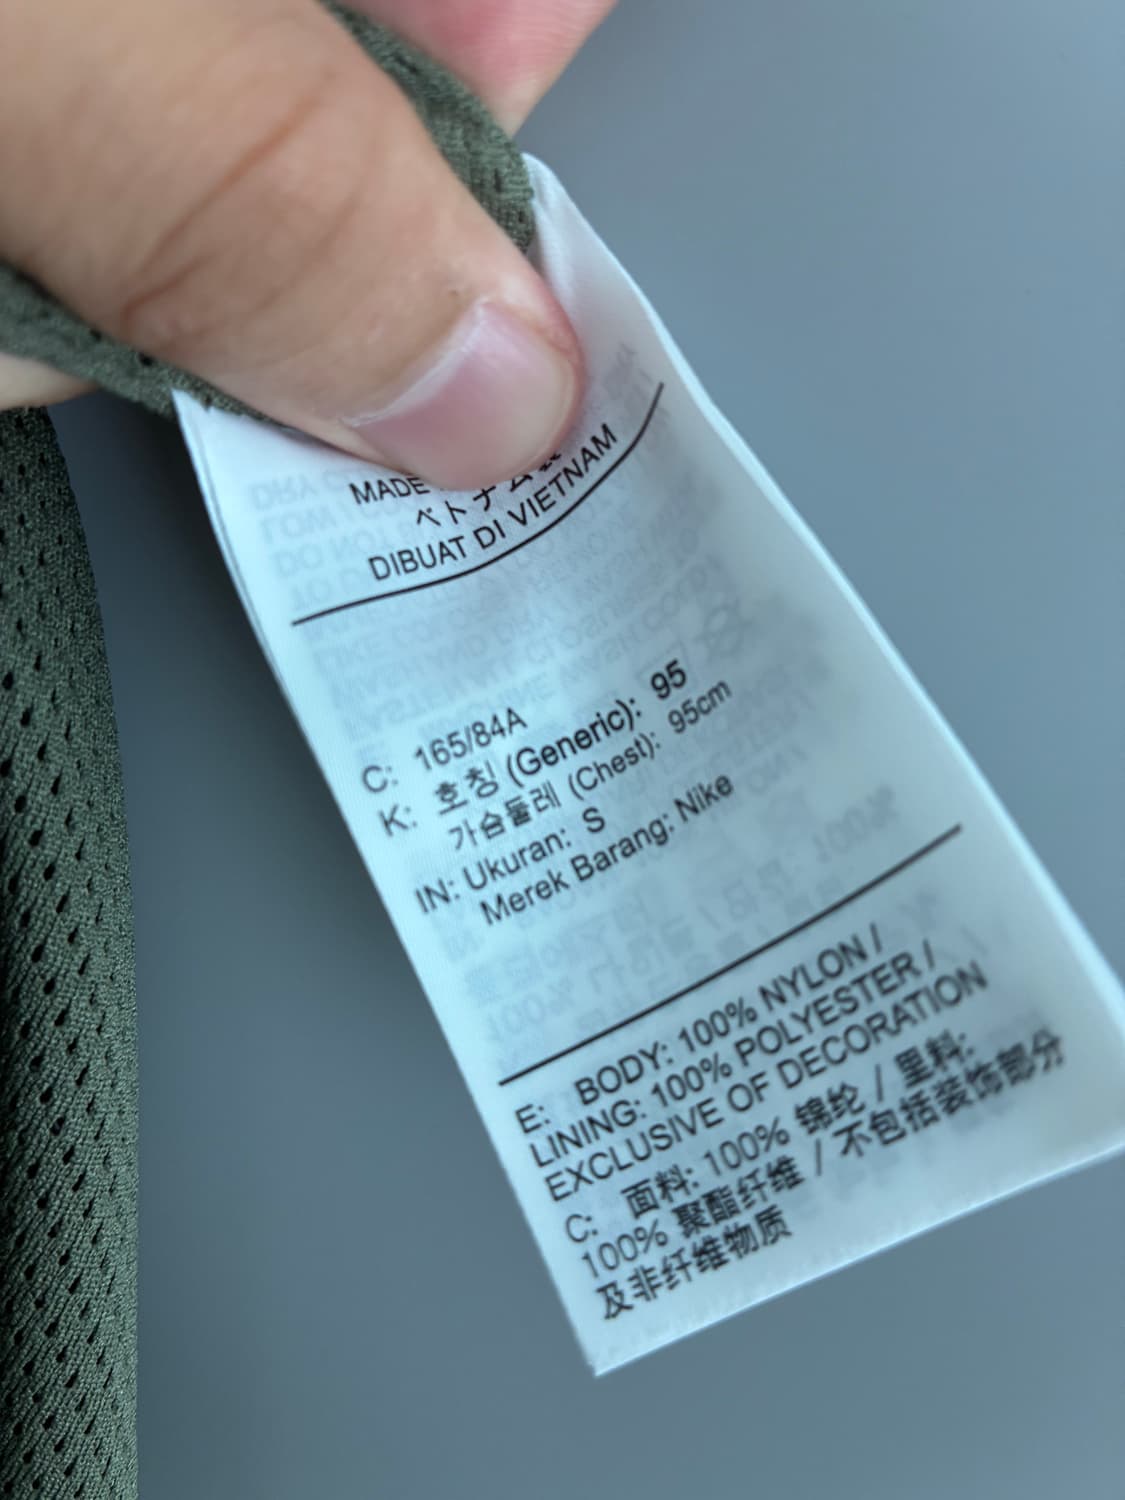 MADE
ベトナム製
DIBUAT DI VIETNAM
C: 165/84A
K: 호칭 (Generic): 95
가슴둘레 (Chest): 95cm
IN: Ukuran: S
Merek Barang: Nike
E: BODY: 100% NYLON /
LINING: 100% POLYESTER /
EXCLUSIVE OF DECORATION
C: 面料: 100% 锦纶 / 里料:
100% 聚酯纤维 / 不包括装饰部分
及非纤维物质